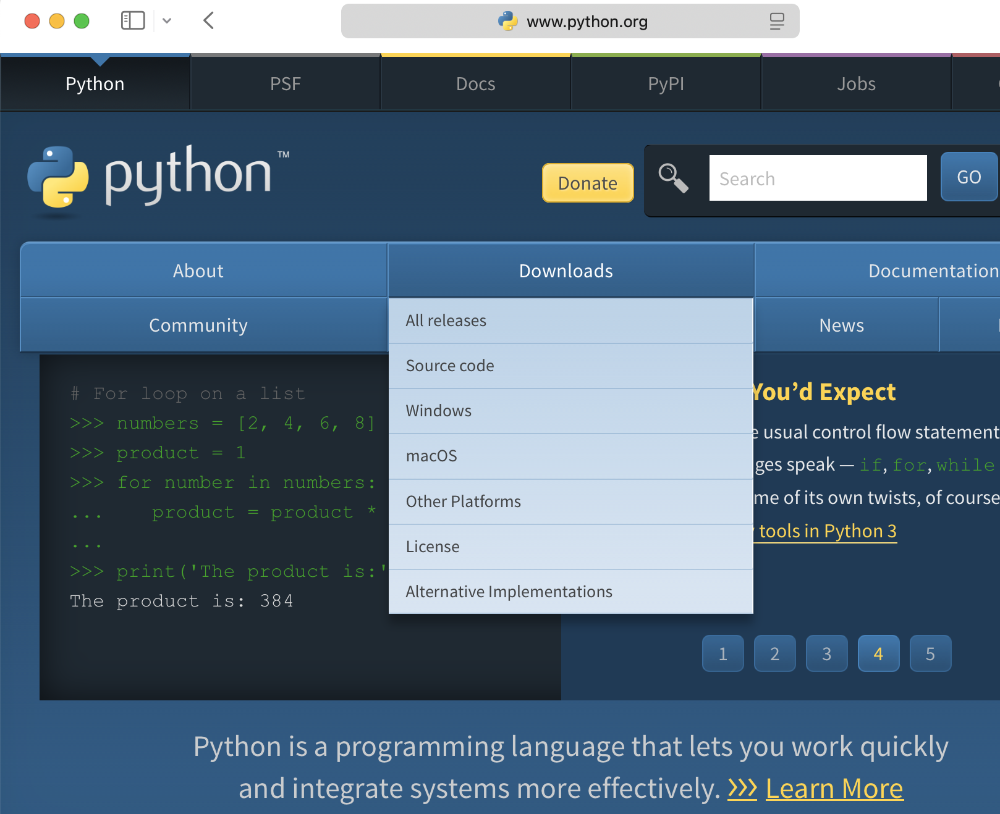 www.python.org
Python
PSF
Docs
PyPI
Jobs
python™
Donate
Search
GO
About
Downloads
Documentation
Community
News
All releases
Source code
Windows
macOS
Other Platforms
License
Alternative Implementations
# For loop on a list
>>> numbers = [2, 4, 6, 8]
>>> product = 1
>>> for number in numbers:
...    product = product *
...
>>> print('The product is:'
The product is: 384
You’d Expect
usual control flow statement
speak — if, for, while
of its own twists, of course
tools in Python 3
1
2
3
4
5
Python is a programming language that lets you work quickly
and integrate systems more effectively. >>> Learn More